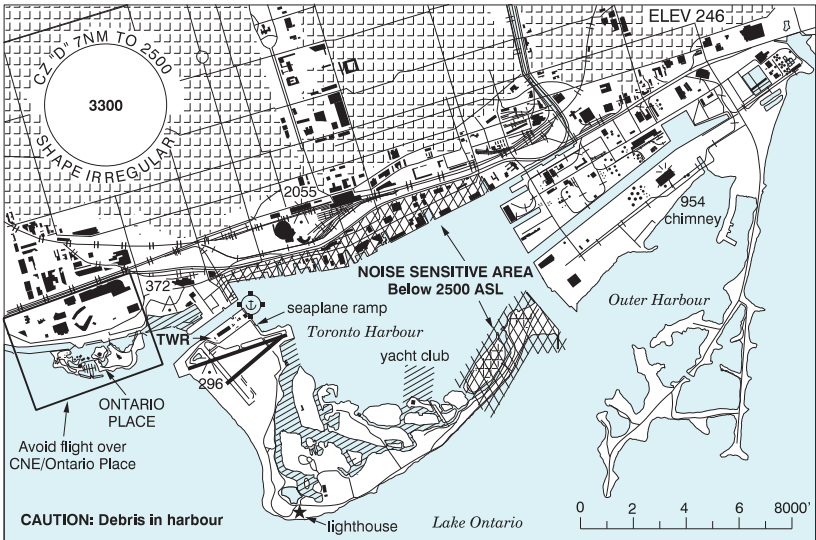 ELEV 246
CZ "D" 7NM TO 2500
3300
SHAPE IRREGULAR
2055
954
chimney
NOISE SENSITIVE AREA
Below 2500 ASL
372
seaplane ramp
Outer Harbour
Toronto Harbour
TWR
yacht club
296
ONTARIO
PLACE
Avoid flight over
CNE/Ontario Place
CAUTION: Debris in harbour
lighthouse
Lake Ontario
0 2 4 6 8000'